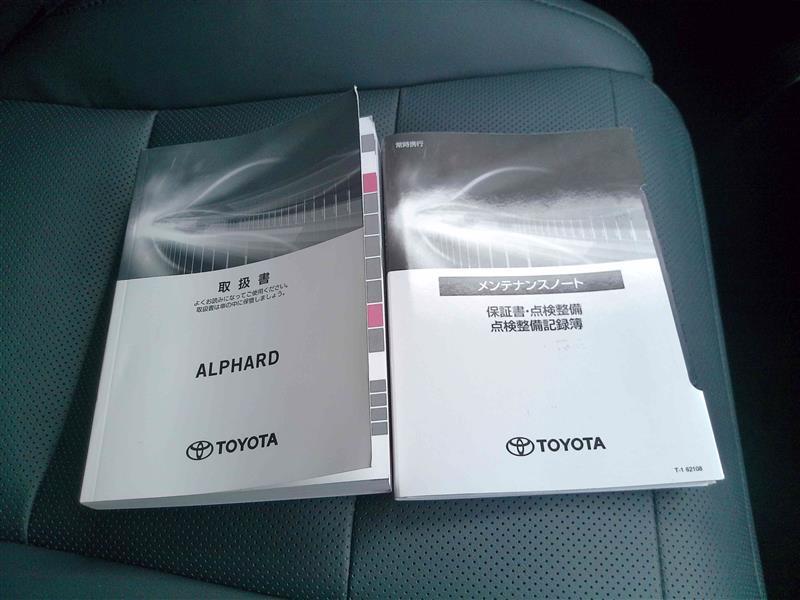 取扱書
よくお読みになってご使用ください。
取扱書は車の中に保管しましょう。
ALPHARD
TOYOTA
常時携行
メンテナンスノート
保証書・点検整備
点検整備記録簿
TOYOTA
T-1 62108